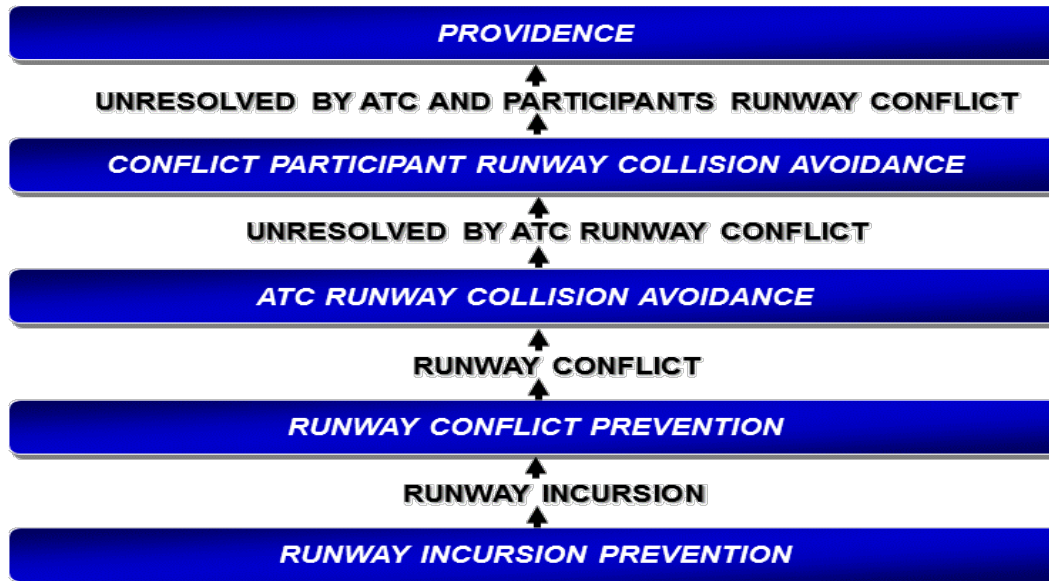 PROVIDENCE
UNRESOLVED BY ATC AND PARTICIPANTS RUNWAY CONFLICT
CONFLICT PARTICIPANT RUNWAY COLLISION AVOIDANCE
UNRESOLVED BY ATC RUNWAY CONFLICT
ATC RUNWAY COLLISION AVOIDANCE
RUNWAY CONFLICT
RUNWAY CONFLICT PREVENTION
RUNWAY INCURSION
RUNWAY INCURSION PREVENTION